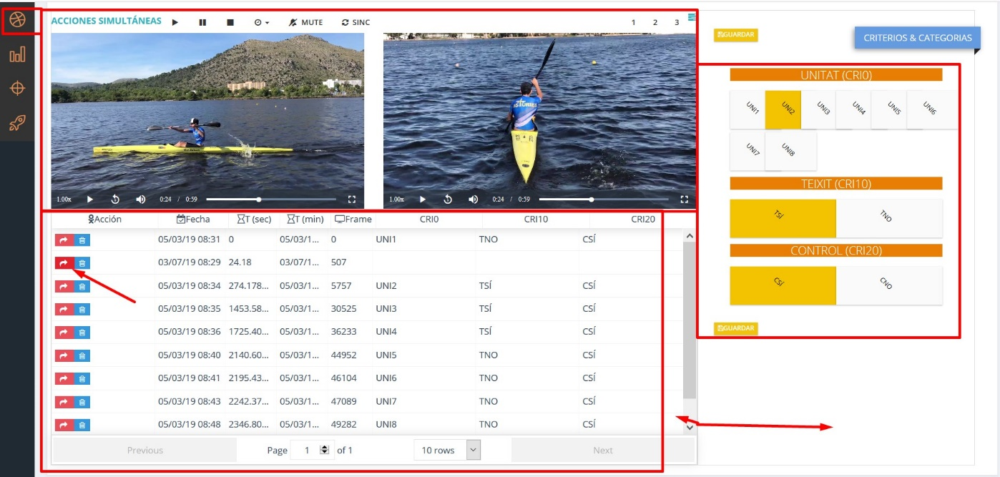 ACCIONES SIMULTÁNEAS MUTE SINC 1 2 3
GUARDAR
CRITERIOS & CATEGORIAS
ASTURIES
1.00x 0:24 / 0:59
1.00x 0:24 / 0:59
UNITAT (CRI0)
UNI1 UNI2 UNI3 UNI4 UNI5 UNI6
UNI7 UNI8
TEIXIT (CRI10)
TSÍ TNO
CONTROL (CRI20)
CSÍ CNO
GUARDAR
Acción Fecha T (sec) T (min) Frame CRI0 CRI10 CRI20
05/03/19 08:31 0 05/03/1... 0 UNI1 TNO CSÍ
03/07/19 08:29 24.18 03/07/1... 507
05/03/19 08:34 274.178... 05/03/1... 5757 UNI2 TSÍ CSÍ
05/03/19 08:35 1453.58... 05/03/1... 30525 UNI3 TSÍ CSÍ
05/03/19 08:36 1725.40... 05/03/1... 36233 UNI4 TSÍ CSÍ
05/03/19 08:40 2140.60... 05/03/1... 44952 UNI5 TNO CSÍ
05/03/19 08:41 2195.43... 05/03/1... 46104 UNI6 TNO CSÍ
05/03/19 08:43 2242.37... 05/03/1... 47089 UNI7 TNO CSÍ
05/03/19 08:48 2346.80... 05/03/1... 49282 UNI8 TNO CSÍ
Previous Page 1 of 1 10 rows Next